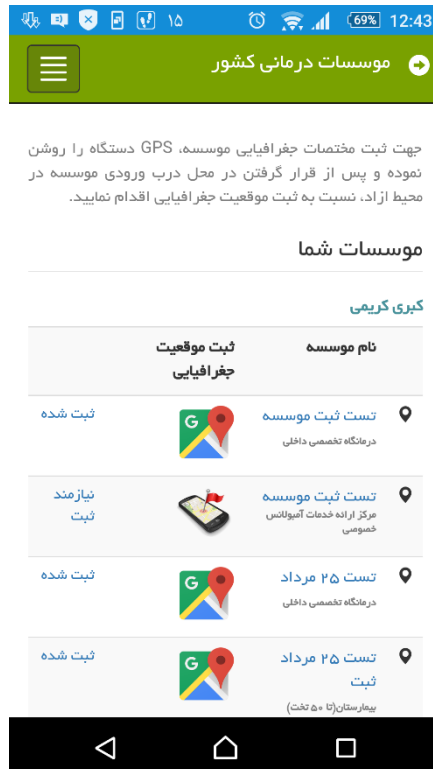 ۱۵ 69% 12:43
موسسات درمانی کشور
جهت ثبت مختصات جغرافیایی موسسه، GPS دستگاه را روشن
نموده و پس از قرار گرفتن در محل درب ورودی موسسه در
محیط ازاد، نسبت به ثبت موقعیت جغرافیایی اقدام نمایید.
موسسات شما
کبری کریمی
نام موسسه ثبت موقعیت
جغرافیایی
تست ثبت موسسه ثبت شده
درمانگاه تخصصی داخلی
G
تست ثبت موسسه نیازمند
ثبت
مرکز ارائه خدمات آمبولانس
خصوصی
تست ۲۵ مرداد ثبت شده
درمانگاه تخصصی داخلی
G
تست ۲۵ مرداد ثبت شده
ثبت
بیمارستان(تا ۵۰ تخت)
G